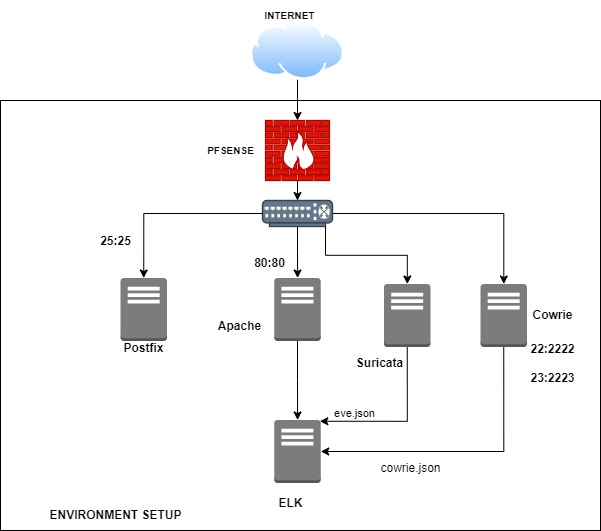 INTERNET
PFSENSE
25:25
80:80
Apache
Cowrie
Postfix
22:2222
Suricata
23:2223
eve.json
cowrie.json
ELK
ENVIRONMENT SETUP